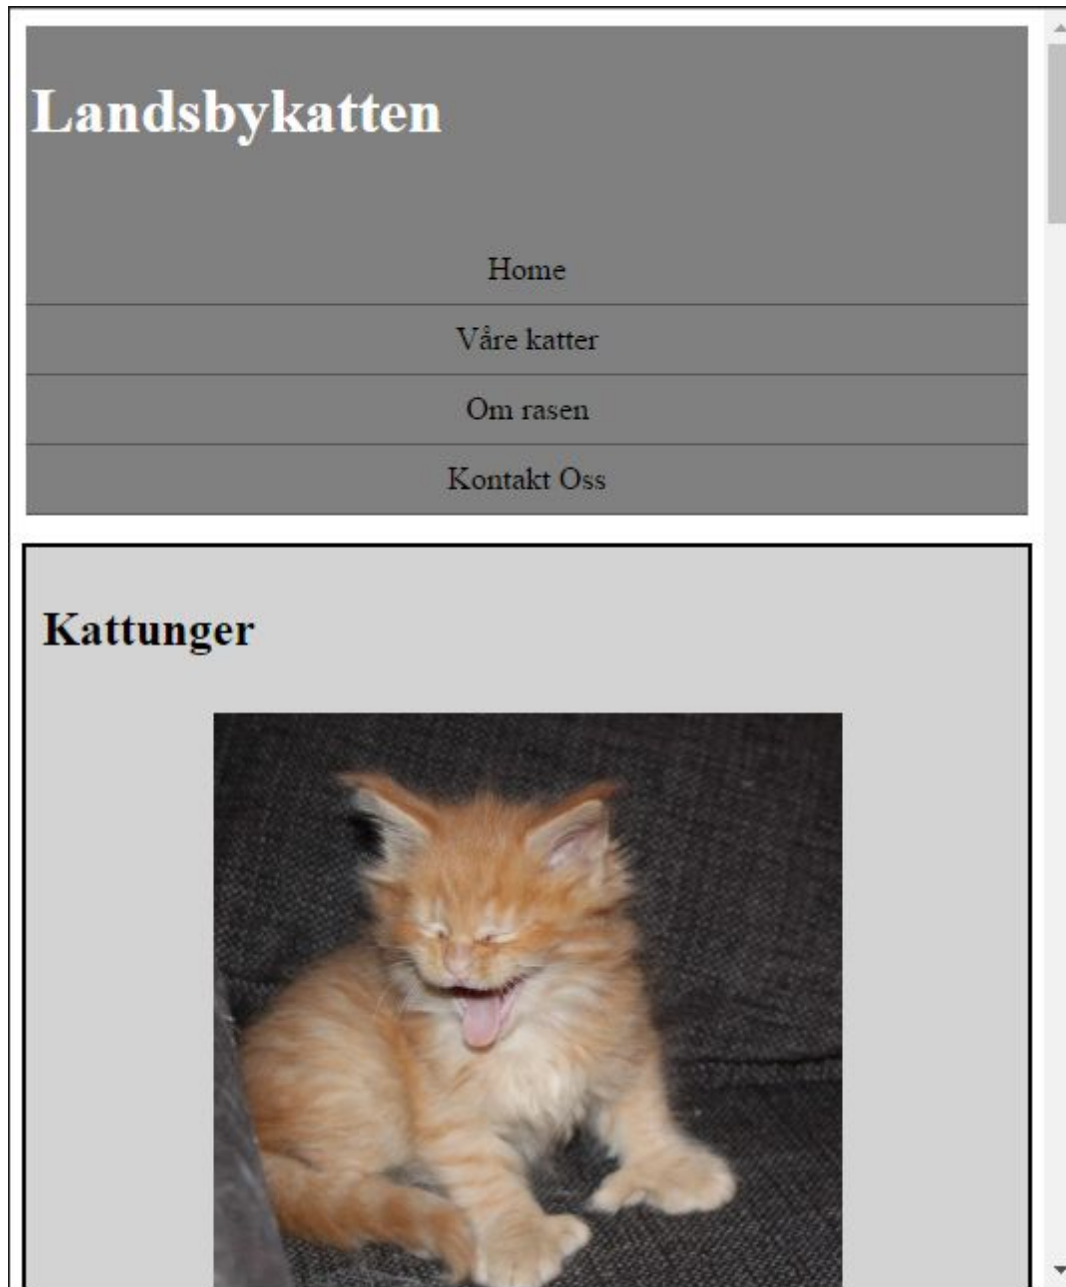 Landsbykatten
Home
Våre katter
Om rasen
Kontakt Oss
Kattunger